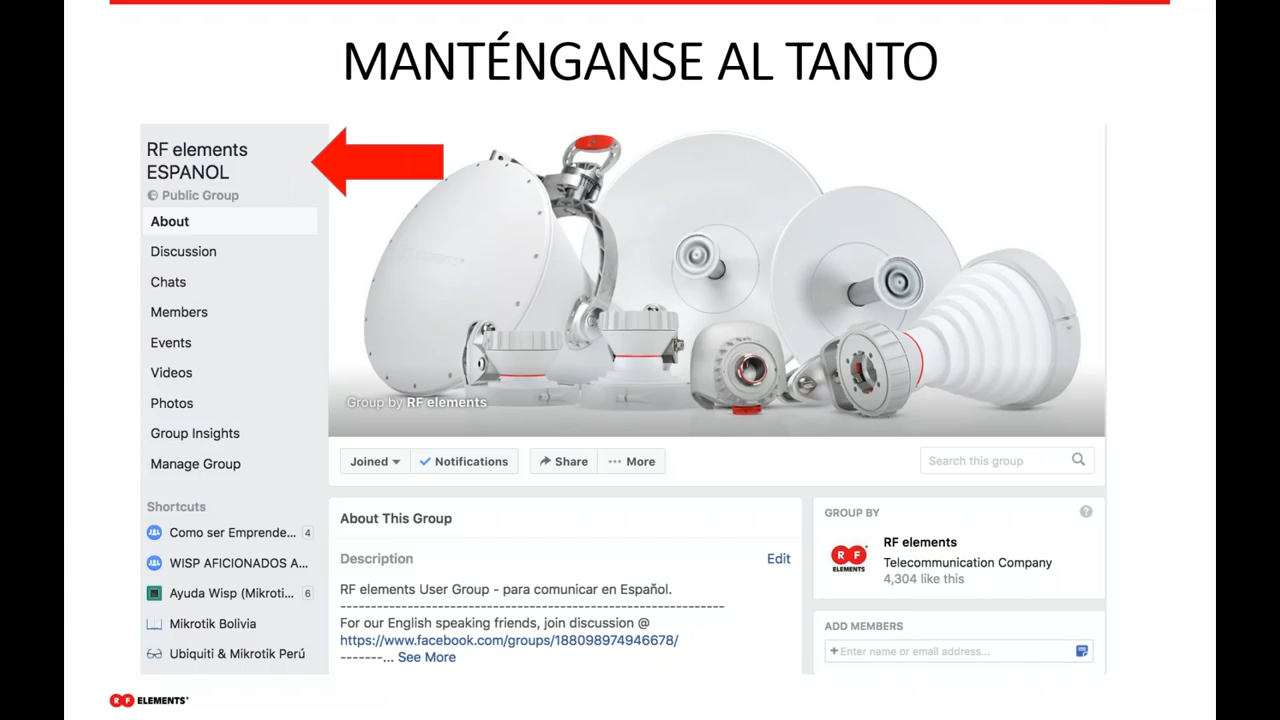 MANTÉNGANSE AL TANTO
RF elements
ESPANOL
Public Group
About
Discussion
Chats
Members
Events
Videos
Photos
Group Insights
Manage Group
Shortcuts
Como ser Emprende... 4
WISP AFICIONADOS A...
Ayuda Wisp (Mikroti... 6
Mikrotik Bolivia
Ubiquiti & Mikrotik Perú
Group by RF elements
Joined Notifications Share ··· More
Search this group
About This Group
Description Edit
RF elements User Group - para comunicar en Espaňol.
---------------------------------------------------------------
For our English speaking friends, join discussion @
https://www.facebook.com/groups/188098974946678/
-------... See More
GROUP BY ?
RF elements
Telecommunication Company
4,304 like this
RF
ELEMENTS
ADD MEMBERS
+ Enter name or email address...
RF ELEMENTS